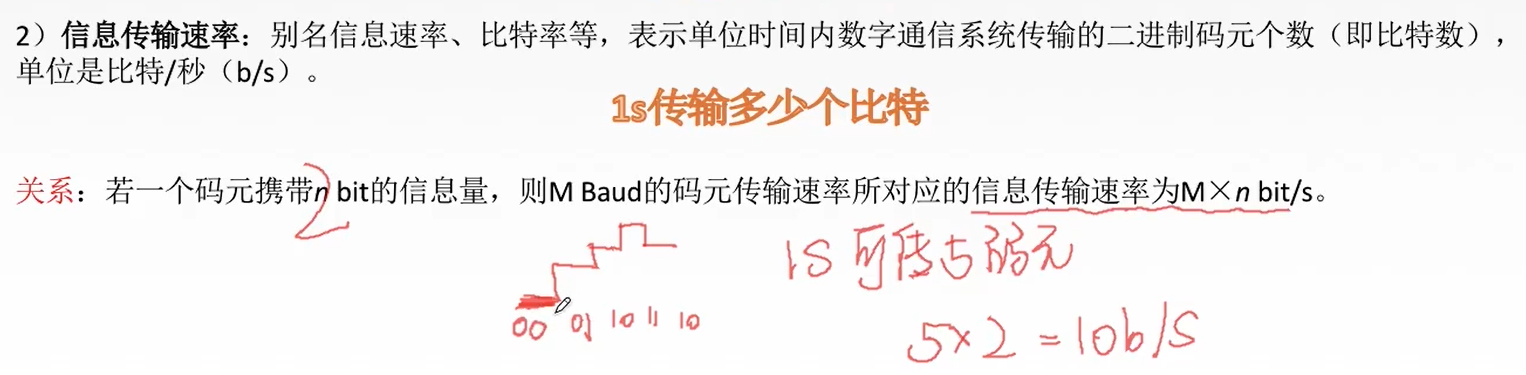 2）信息传输速率：别名信息速率、比特率等，表示单位时间内数字通信系统传输的二进制码元个数（即比特数），
单位是比特/秒（b/s）。
1s传输多少个比特
关系：若一个码元携带n bit的信息量，则M Baud的码元传输速率所对应的信息传输速率为M×n bit/s。
2
1S 可传 5 码元
00 01 10 11 10
5×2=10b/S